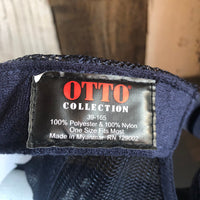 OTTO
COLLECTION
39-165
100% Polyester & 100% Nylon
One Size Fits Most
Made in Myanmar RN 129002